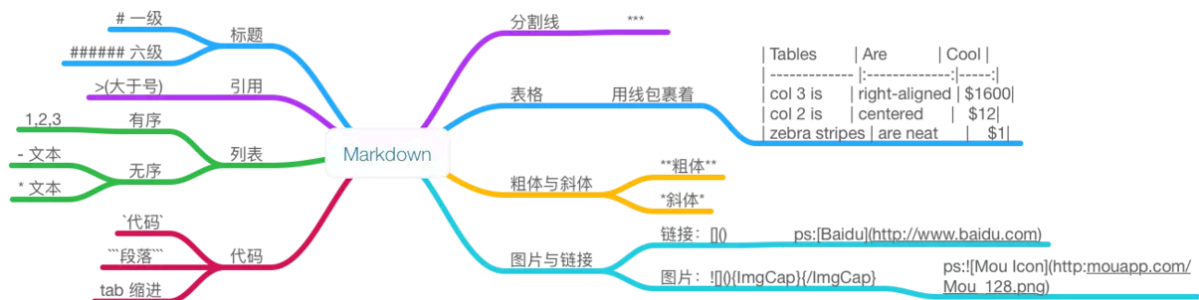 Markdown
# 一级
标题
###### 六级
>(大于号)
引用
1,2,3
有序
列表
- 文本
无序
* 文本
`代码`
```段落```
代码
tab 缩进
分割线
***
表格
用线包裹着
| Tables | Are | Cool |
| ------------- |:-------------:|-----:|
| col 3 is | right-aligned | $1600|
| col 2 is | centered | $12|
| zebra stripes | are neat | $1|
粗体与斜体
**粗体**
*斜体*
图片与链接
链接：[]()
ps:[Baidu](http://www.baidu.com)
图片：![](){ImgCap}{/ImgCap}
ps:![Mou Icon](http:mouapp.com/
Mou_128.png)